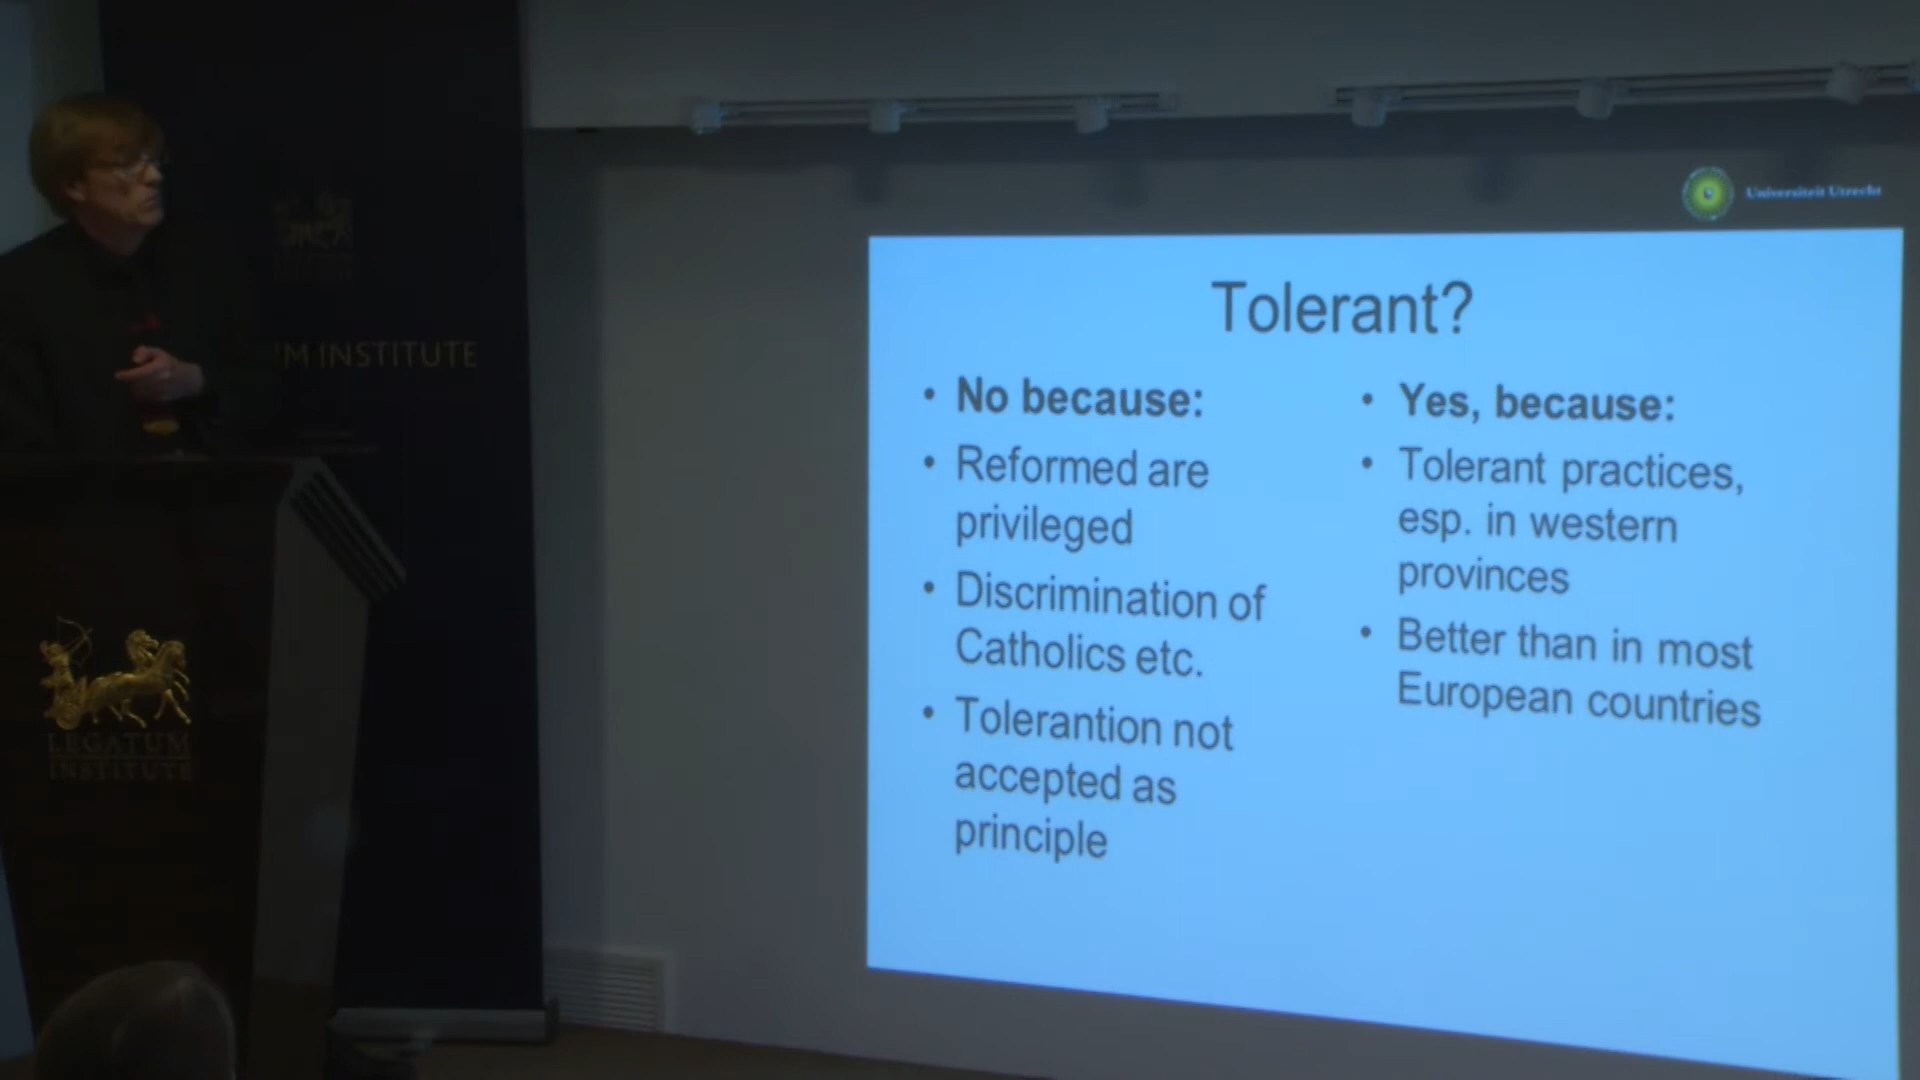 'M INSTITUTE
LEGATUM
INSTITUTE
Universiteit Utrecht
Tolerant?
• No because:
• Reformed are
privileged
• Discrimination of
Catholics etc.
• Tolerantion not
accepted as
principle
• Yes, because:
• Tolerant practices,
esp. in western
provinces
• Better than in most
European countries